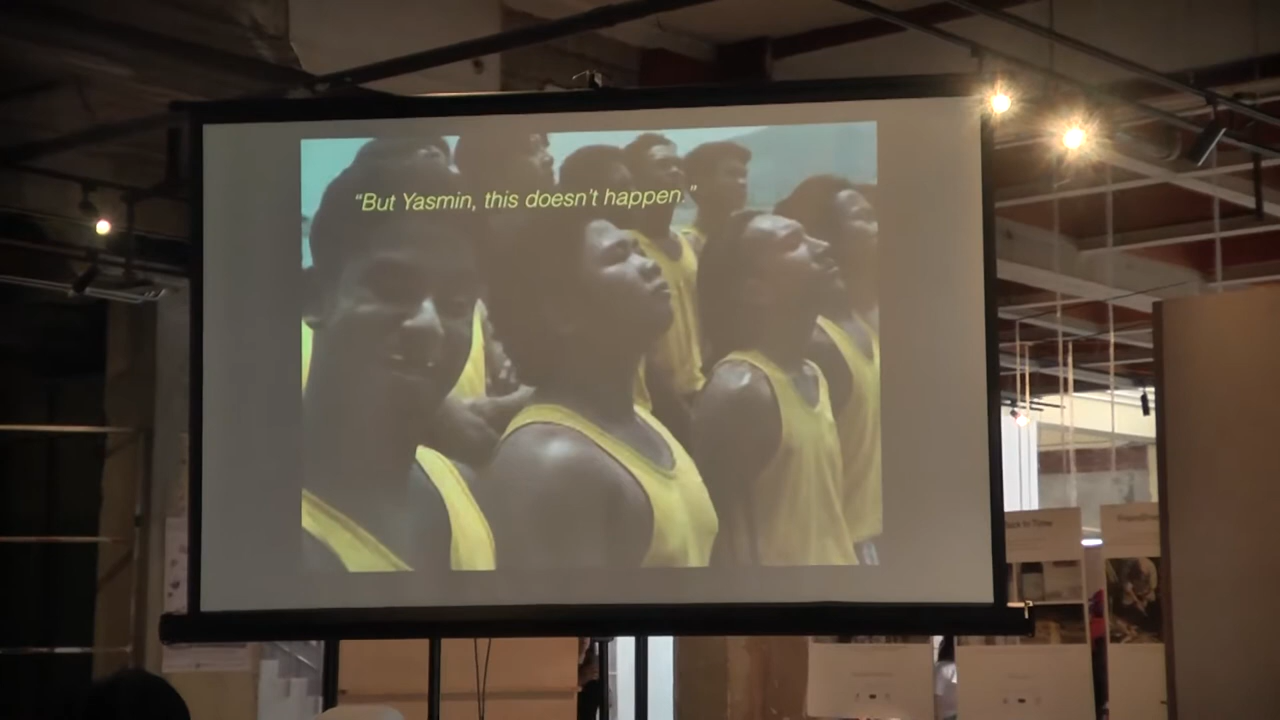 “But Yasmin, this doesn’t happen.”